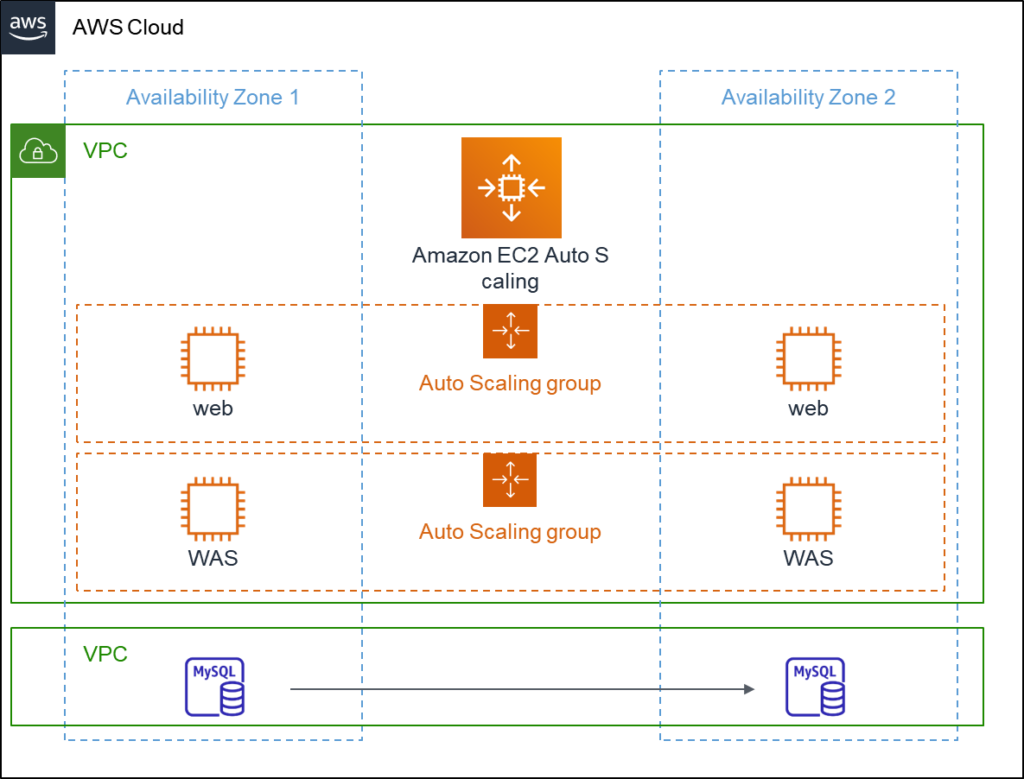 aws
AWS Cloud
Availability Zone 1
Availability Zone 2
VPC
Amazon EC2 Auto S
caling
web
Auto Scaling group
web
WAS
Auto Scaling group
WAS
VPC
MySQL
MySQL